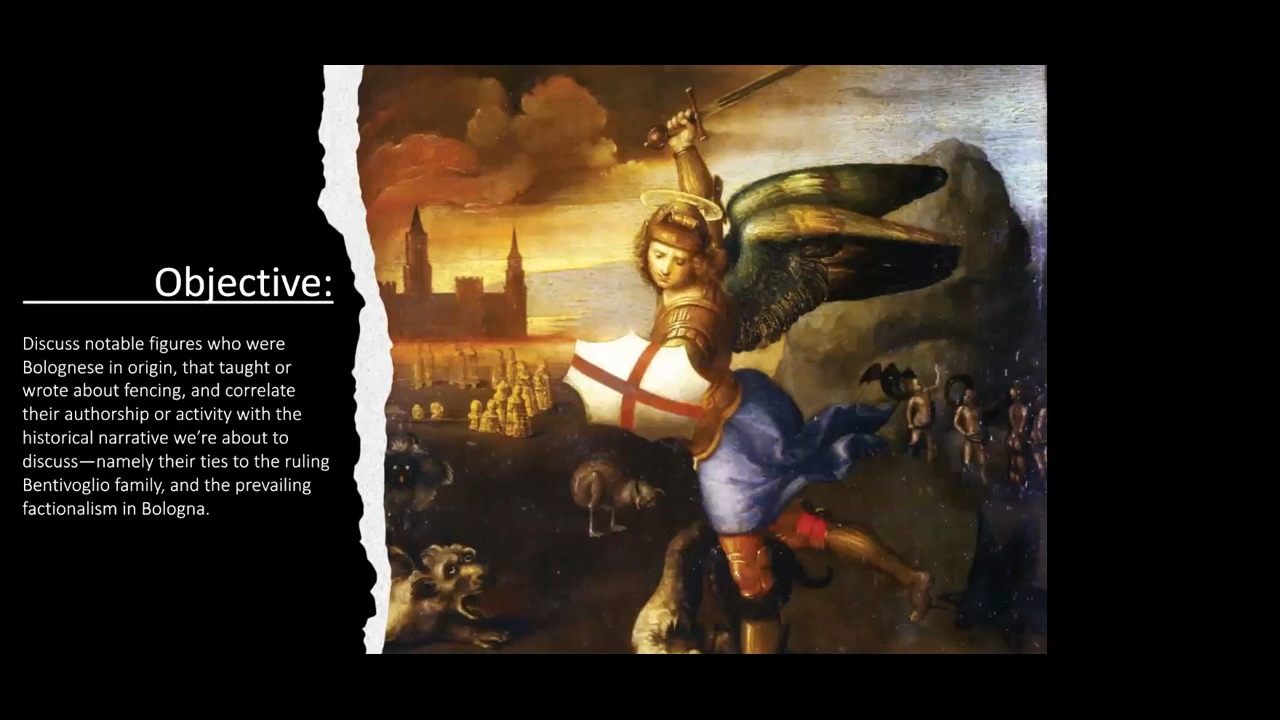 Objective:
Discuss notable figures who were
Bolognese in origin, that taught or
wrote about fencing, and correlate
their authorship or activity with the
historical narrative we’re about to
discuss—namely their ties to the ruling
Bentivoglio family, and the prevailing
factionalism in Bologna.